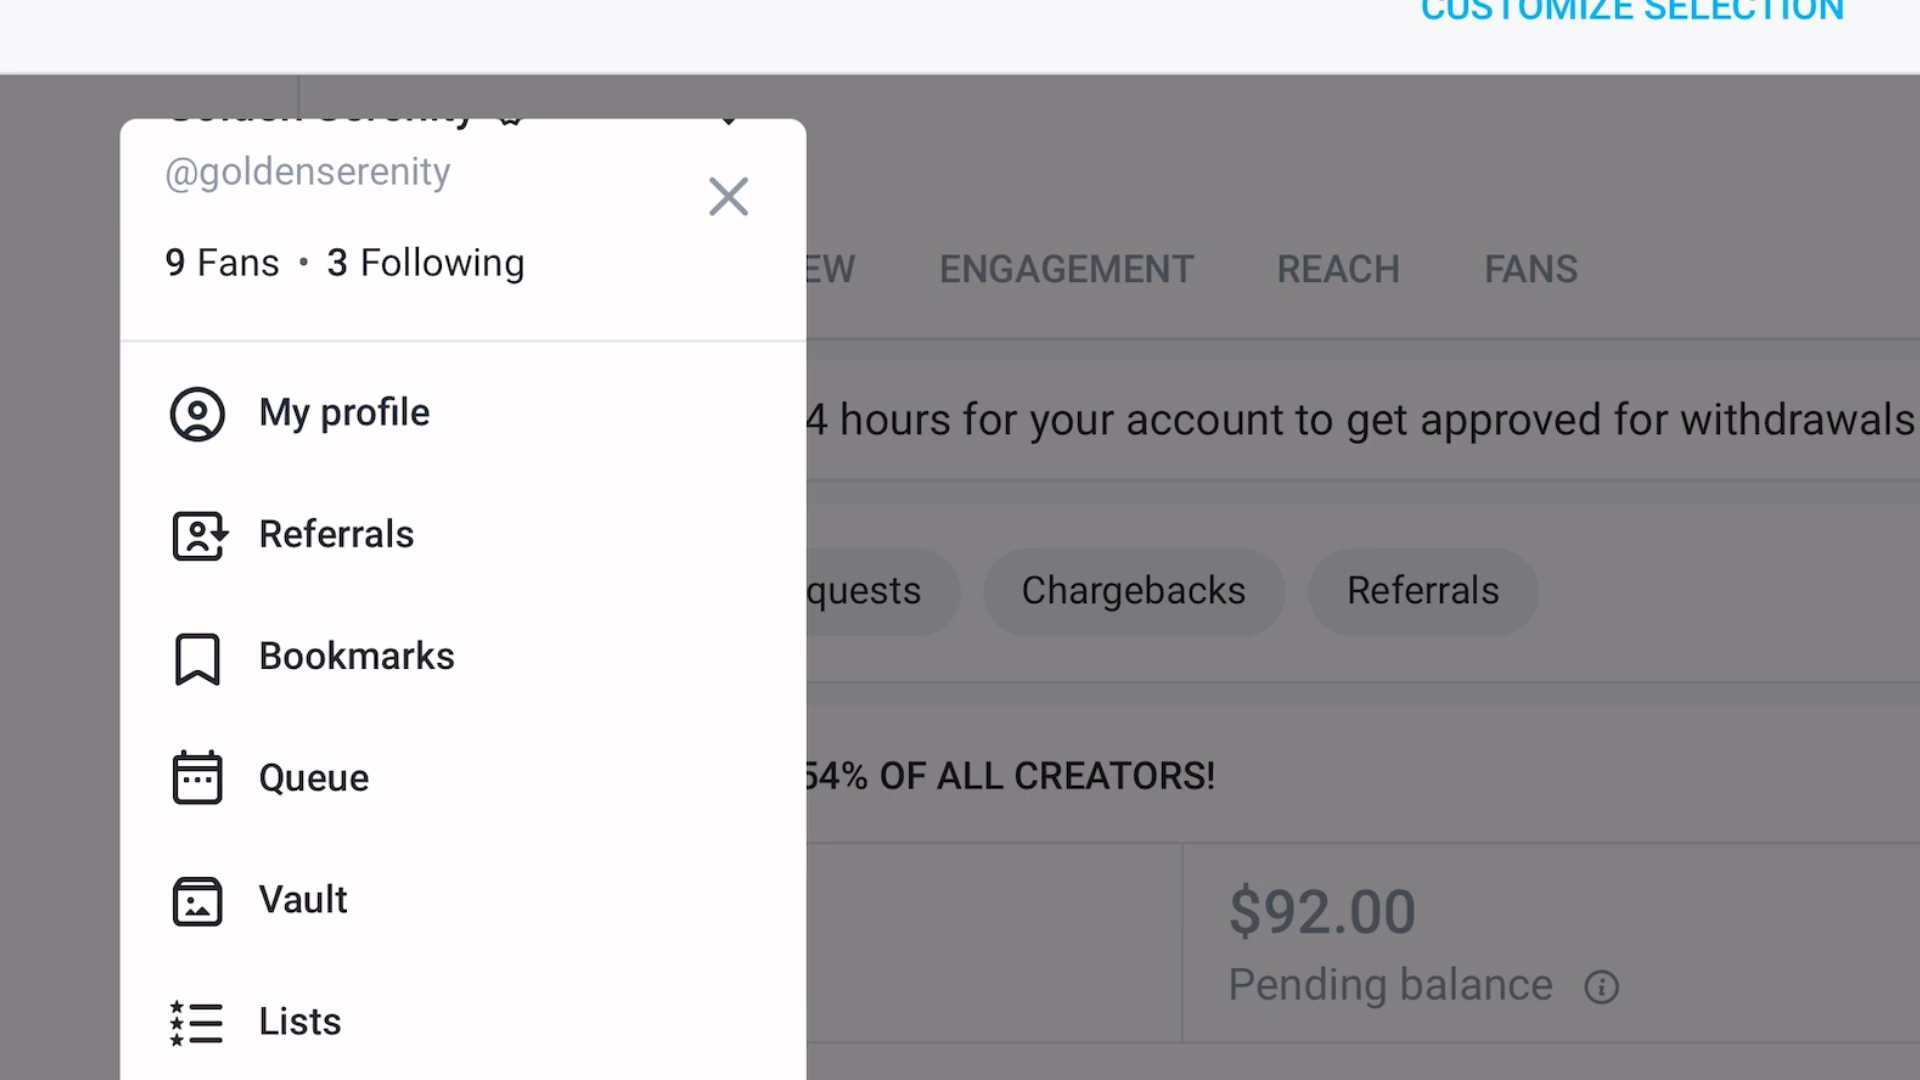 CUSTOMIZE SELECTION
Golden Serenity
@goldenserenity
9 Fans • 3 Following
My profile
Referrals
Bookmarks
Queue
Vault
Lists
EW ENGAGEMENT REACH FANS
4 hours for your account to get approved for withdrawals
quests Chargebacks Referrals
54% OF ALL CREATORS!
$92.00
Pending balance